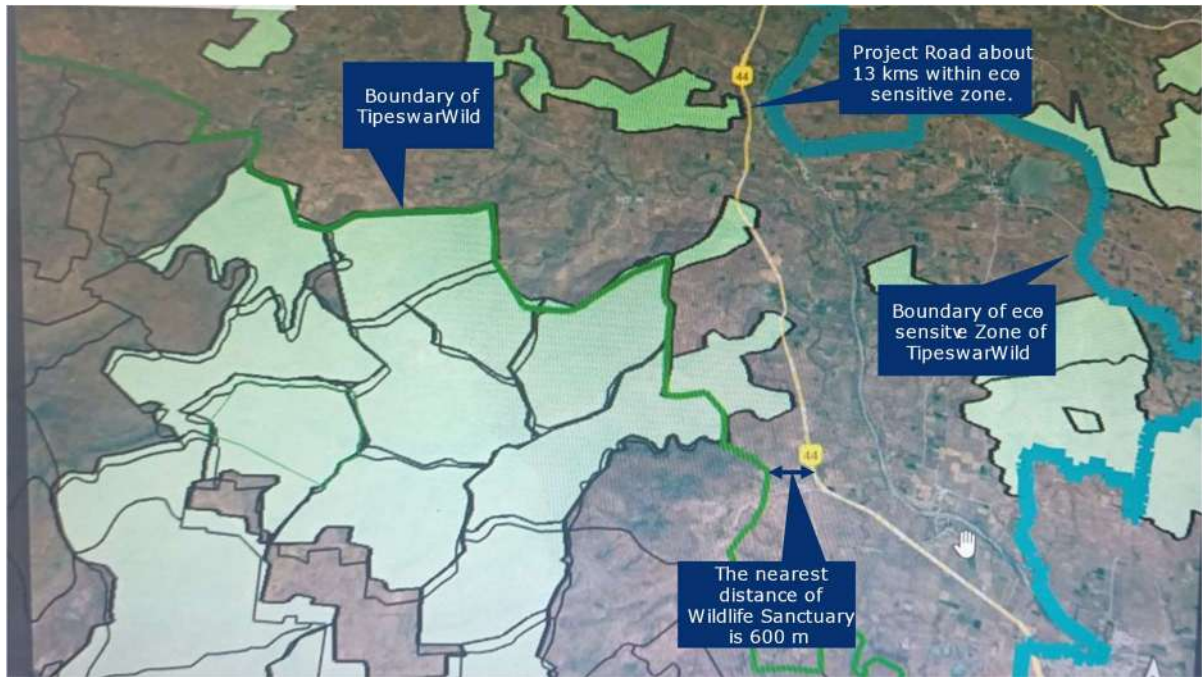 Project Road about
13 kms within eco
sensitive zone.
44
Boundary of
TipeswarWild
Boundary of eco
sensitve Zone of
TipeswarWild
44
The nearest
distance of
Wildlife Sanctuary
is 600 m